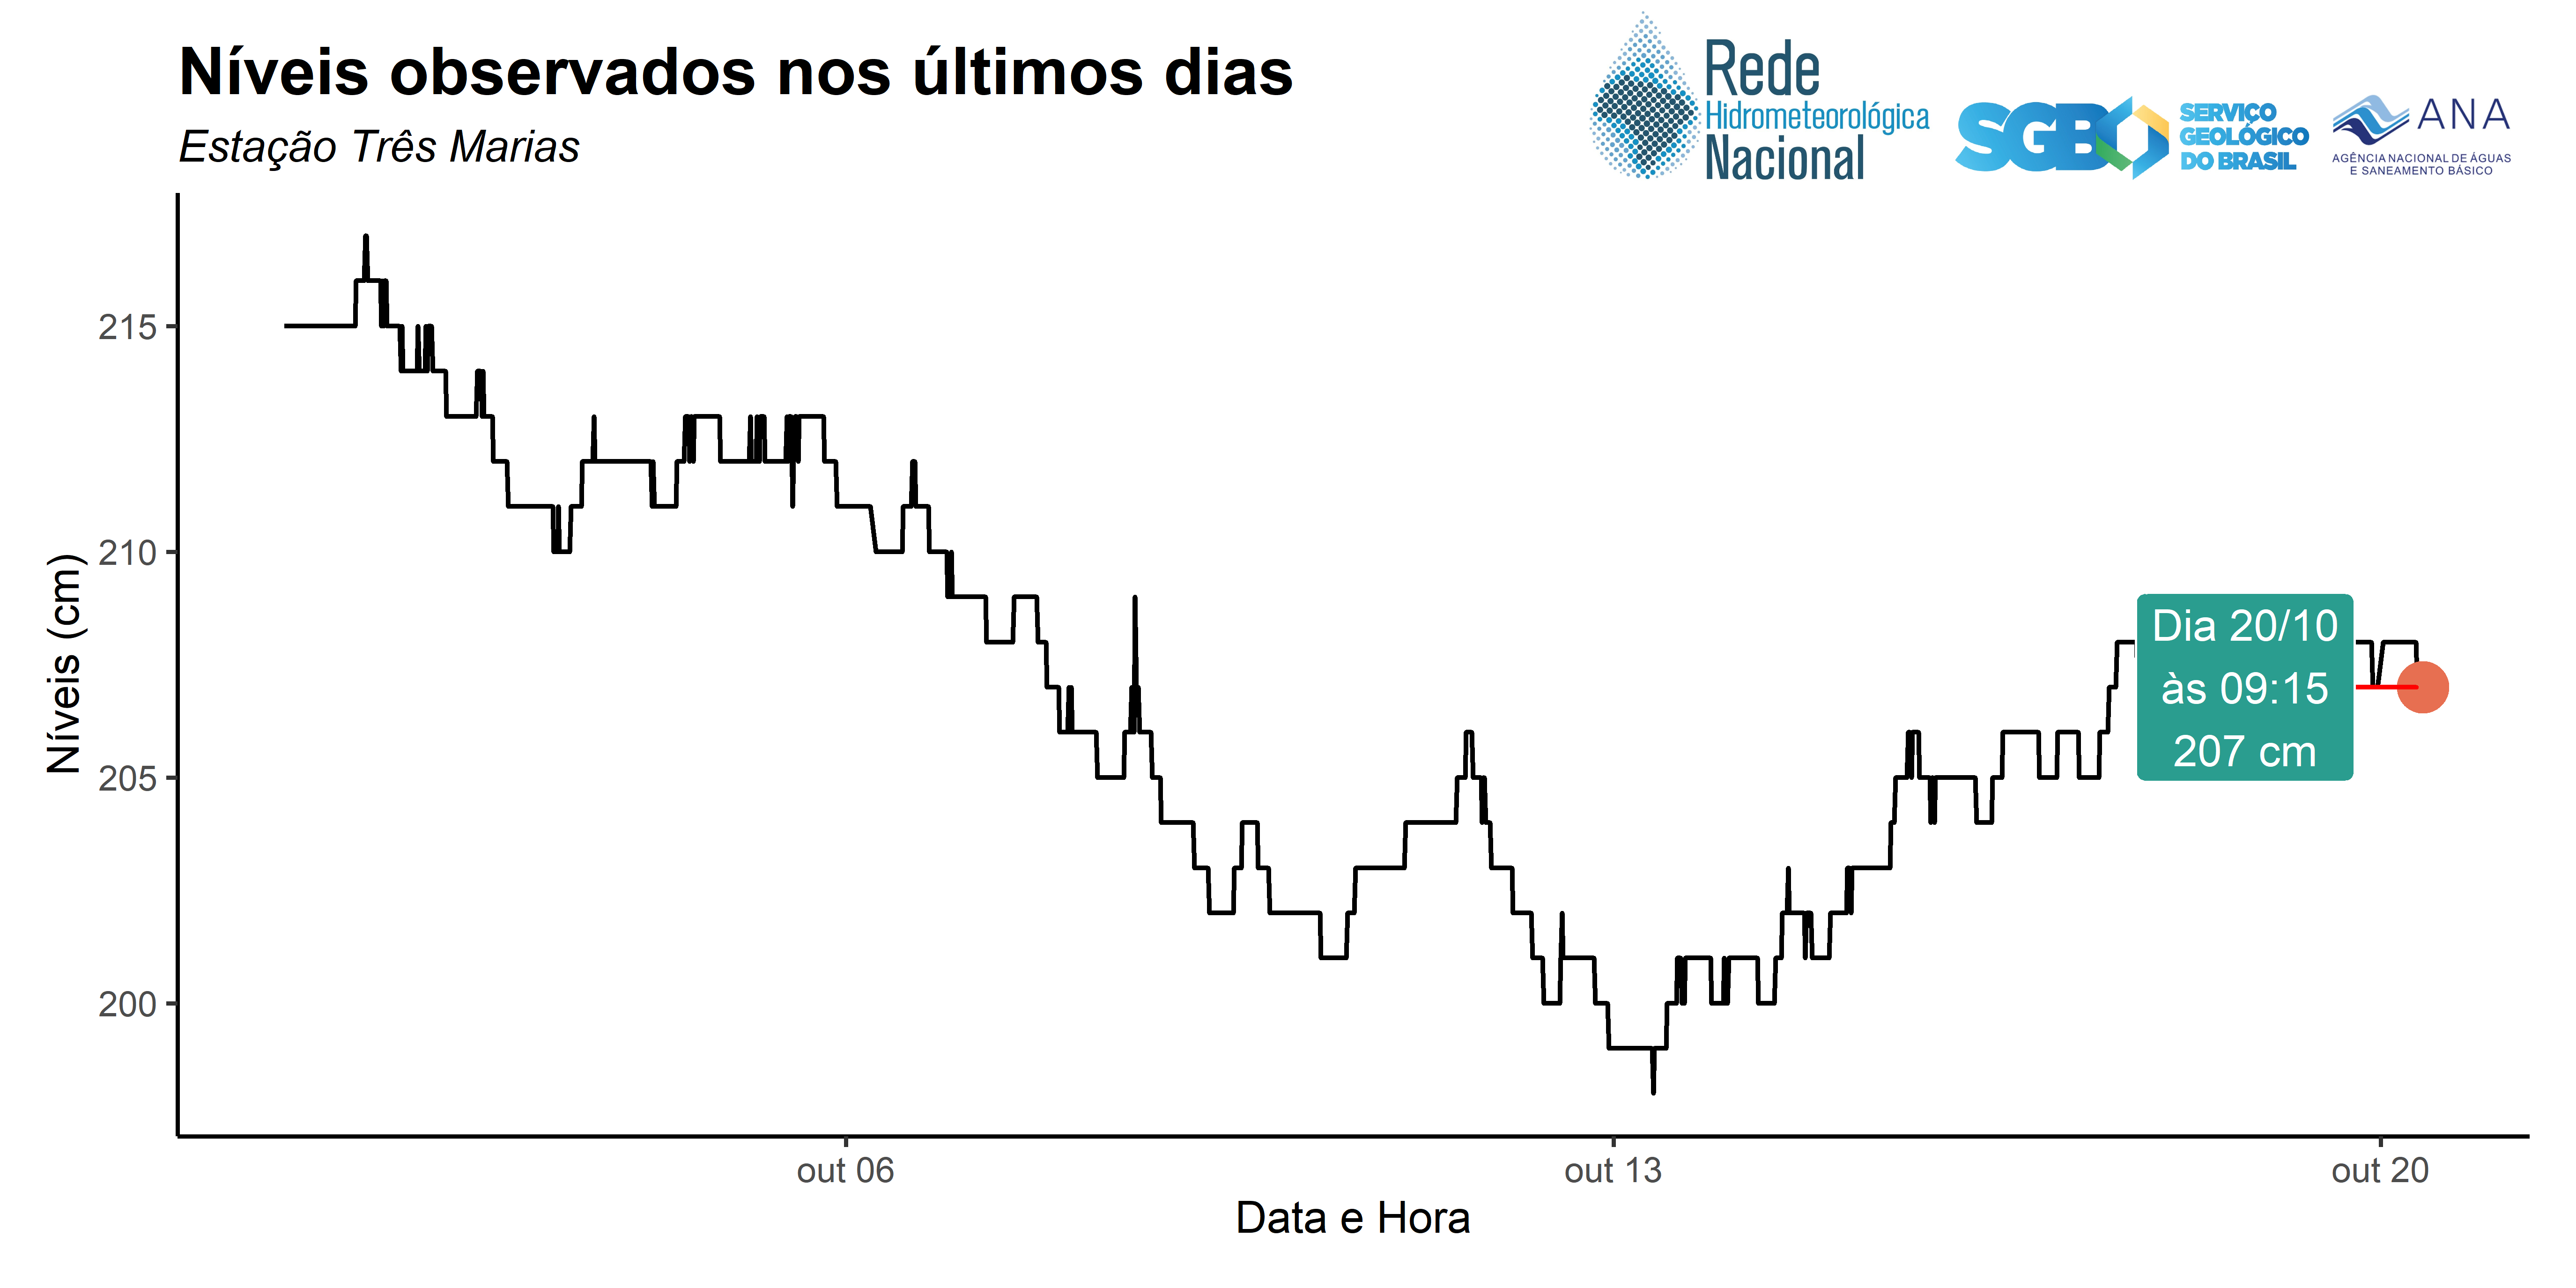 Níveis observados nos últimos dias
Estação Três Marias
Rede
Hidrometeorológica
Nacional
SGB
SERVIÇO
GEOLÓGICO
DO BRASIL
ANA
AGÊNCIA NACIONAL DE ÁGUAS
E SANEAMENTO BÁSICO
Níveis (cm)
215
210
205
200
Dia 20/10
às 09:15
207 cm
out 06
out 13
out 20
Data e Hora